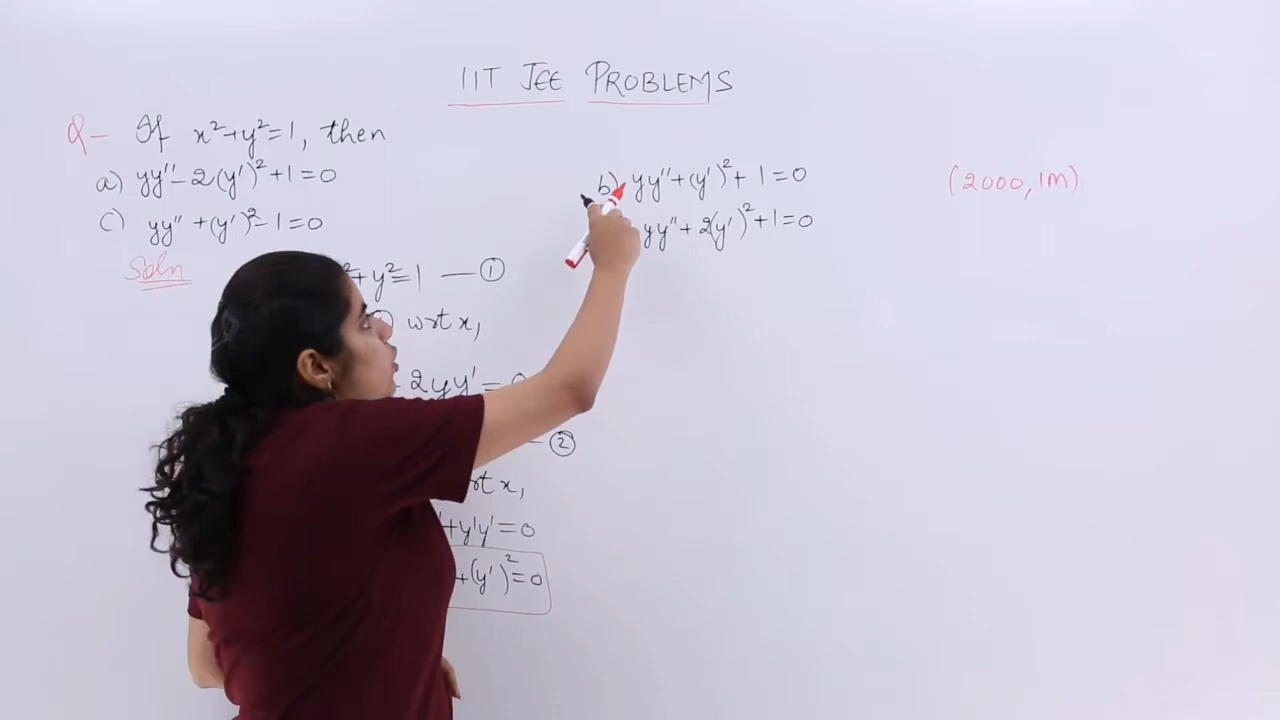 IIT JEE PROBLEMS
Q- If x²+y²=1, then
a) yy''-2(y')²+1=0 b) yy''+(y')²+1=0 (2000, 1M)
c) yy''+(y')²-1=0 yy''+2(y')²+1=0
Soln ²+y²=1 — ①
wrt x,
2yy'=0
②
rt x,
'+y'y'=0
+(y')²=0